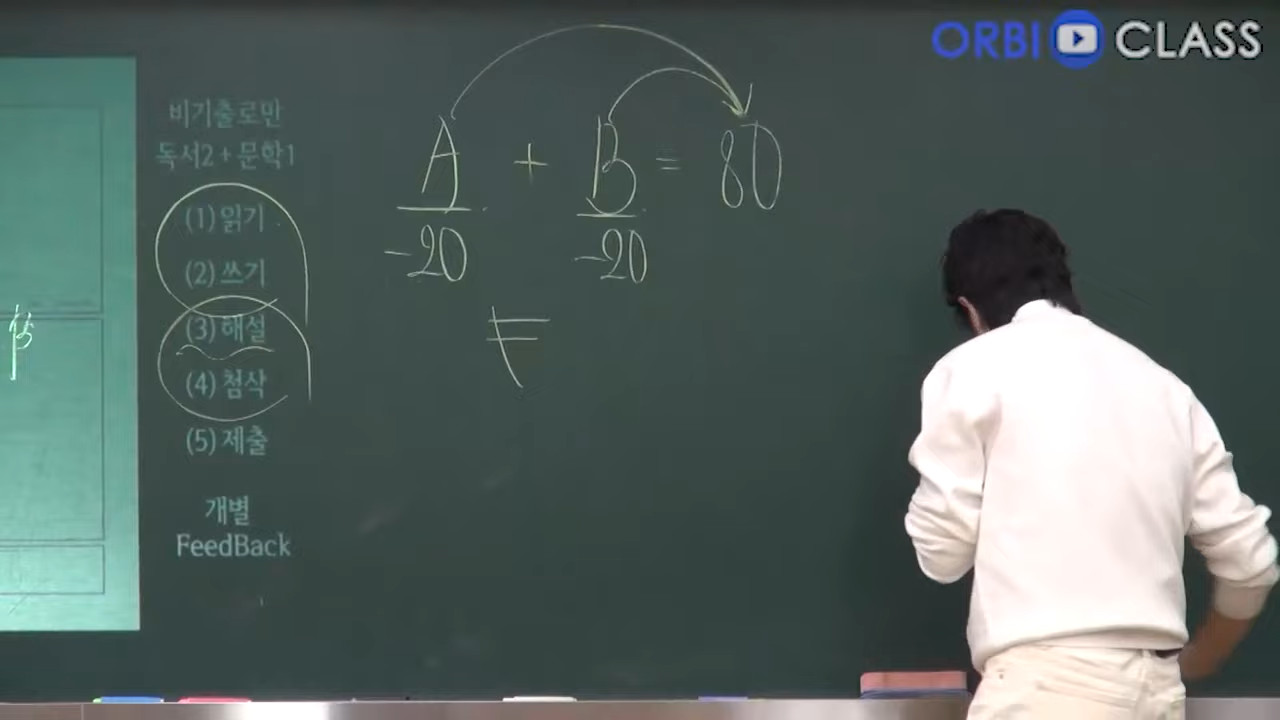 ORBI CLASS
비기출로만
독서2 + 문학1
(1) 읽기
(2) 쓰기
(3) 해설
(4) 첨삭
(5) 제출
개별
FeedBack
A + B = 80
-20 -20